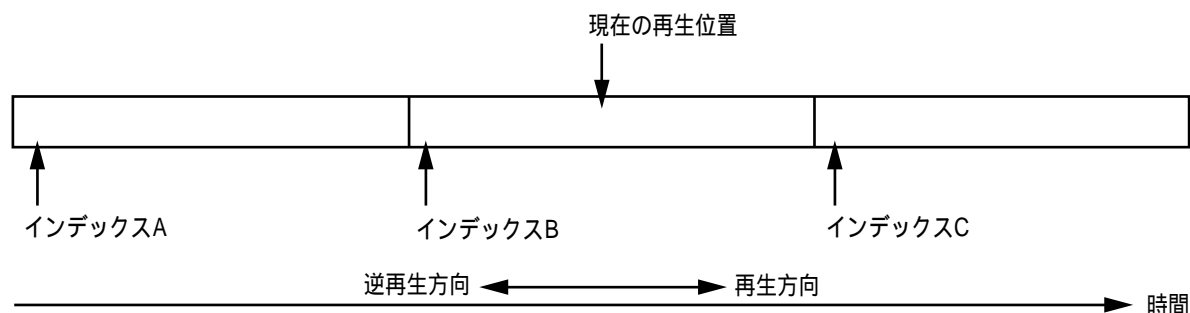 現在の再生位置
インデックスA
インデックスB
インデックスC
逆再生方向
再生方向
時間